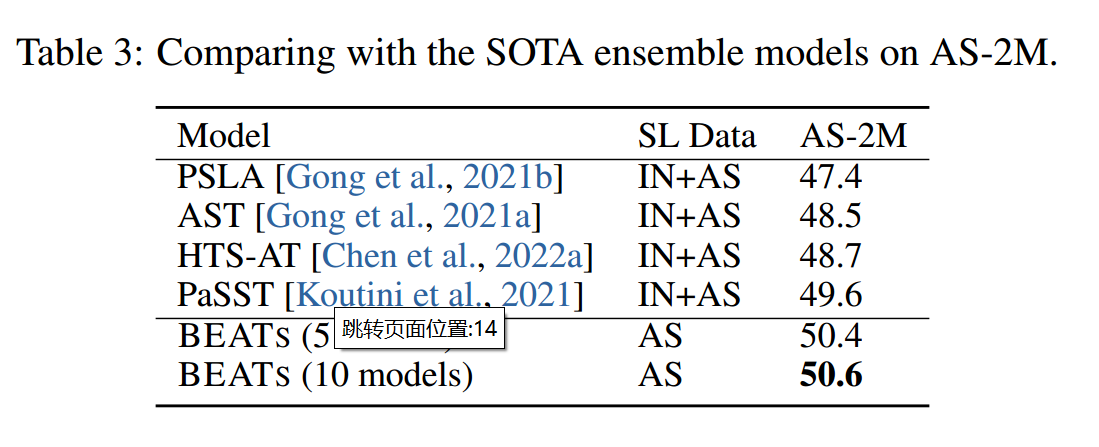 Table 3: Comparing with the SOTA ensemble models on AS-2M.
Model SL Data AS-2M
PSLA [Gong et al., 2021b] IN+AS 47.4
AST [Gong et al., 2021a] IN+AS 48.5
HTS-AT [Chen et al., 2022a] IN+AS 48.7
PaSST [Koutini et al., 2021] IN+AS 49.6
跳转页面位置:14
BEATS (5 AS 50.4
BEATS (10 models) AS 50.6